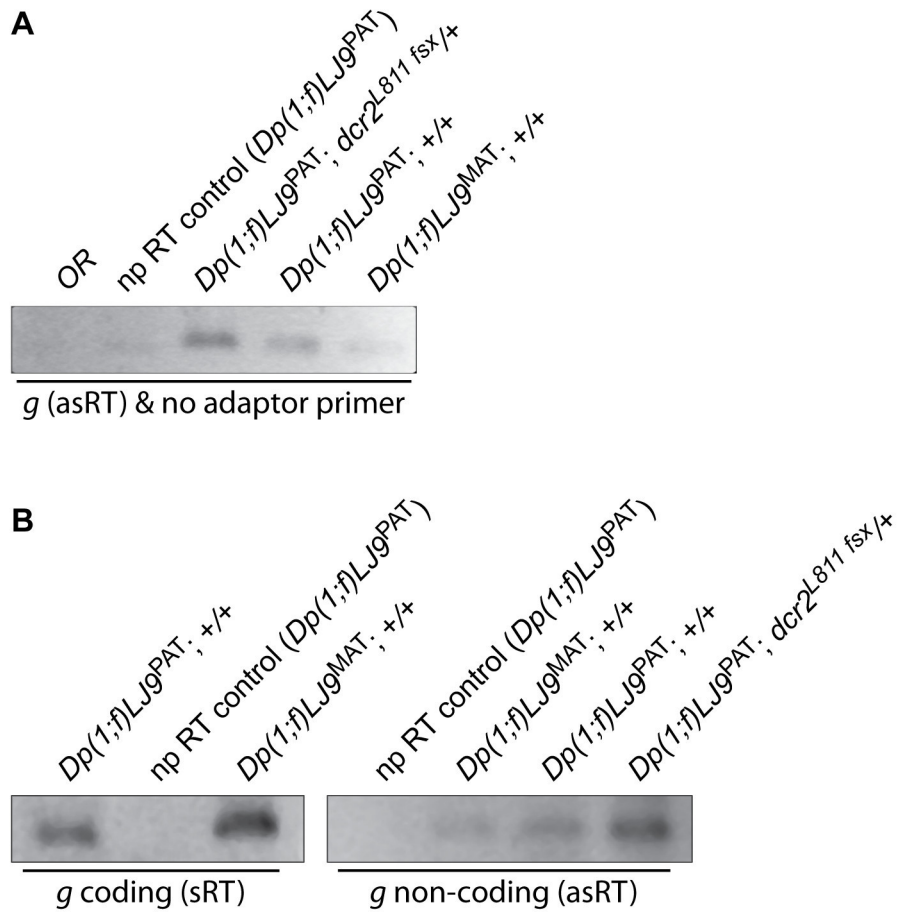 A
OR
np RT control (Dp(1;f)LJ9PAT)
Dp(1;f)LJ9PAT; dcr2L811 fsX/+
Dp(1;f)LJ9PAT; +/+
Dp(1;f)LJ9MAT; +/+
g (asRT) & no adaptor primer
B
Dp(1;f)LJ9PAT; +/+
np RT control (Dp(1;f)LJ9PAT)
Dp(1;f)LJ9MAT; +/+
np RT control (Dp(1;f)LJ9PAT)
Dp(1;f)LJ9MAT; +/+
Dp(1;f)LJ9PAT; +/+
Dp(1;f)LJ9PAT; dcr2L811 fsX/+
g coding (sRT)
g non-coding (asRT)